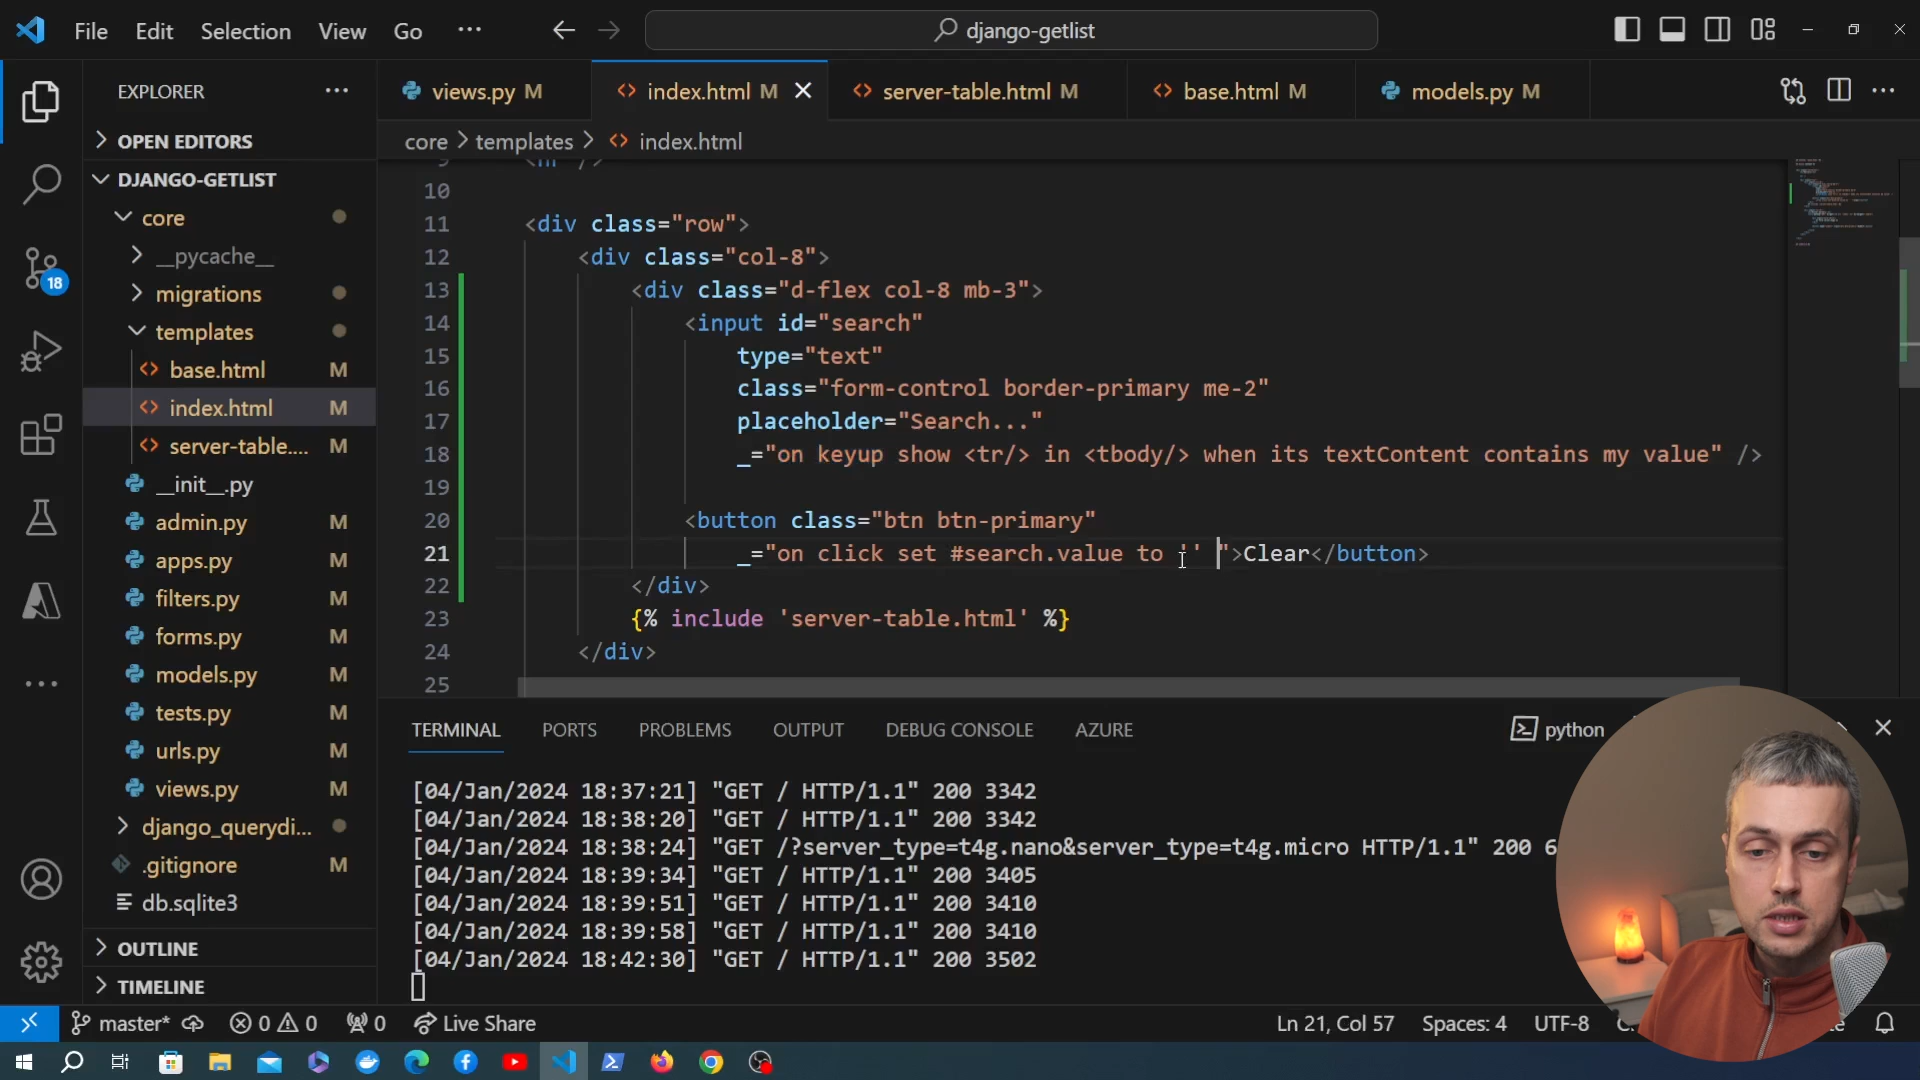 File Edit Selection View Go ··· django-getlist
EXPLORER ···
OPEN EDITORS
DJANGO-GETLIST
core
__pycache__
migrations
templates
base.html M
index.html M
server-table.... M
__init__.py
admin.py M
apps.py M
filters.py M
forms.py M
models.py M
tests.py M
urls.py M
views.py M
django_querydi...
.gitignore M
db.sqlite3
OUTLINE
TIMELINE
18
views.py M index.html M server-table.html M base.html M models.py M
core > templates > index.html
10
11 <div class="row">
12 <div class="col-8">
13 <div class="d-flex col-8 mb-3">
14 <input id="search"
15 type="text"
16 class="form-control border-primary me-2"
17 placeholder="Search..."
18 _="on keyup show <tr/> in <tbody/> when its textContent contains my value" />
19
20 <button class="btn btn-primary"
21 _="on click set #search.value to '' ">Clear</button>
22 </div>
23 {% include 'server-table.html' %}
24 </div>
25
TERMINAL PORTS PROBLEMS OUTPUT DEBUG CONSOLE AZURE python
[04/Jan/2024 18:37:21] "GET / HTTP/1.1" 200 3342
[04/Jan/2024 18:38:20] "GET / HTTP/1.1" 200 3342
[04/Jan/2024 18:38:24] "GET /?server_type=t4g.nano&server_type=t4g.micro HTTP/1.1" 200 6
[04/Jan/2024 18:39:34] "GET / HTTP/1.1" 200 3405
[04/Jan/2024 18:39:51] "GET / HTTP/1.1" 200 3410
[04/Jan/2024 18:39:58] "GET / HTTP/1.1" 200 3410
[04/Jan/2024 18:42:30] "GET / HTTP/1.1" 200 3502
master* 0 0 0 Live Share Ln 21, Col 57 Spaces: 4 UTF-8